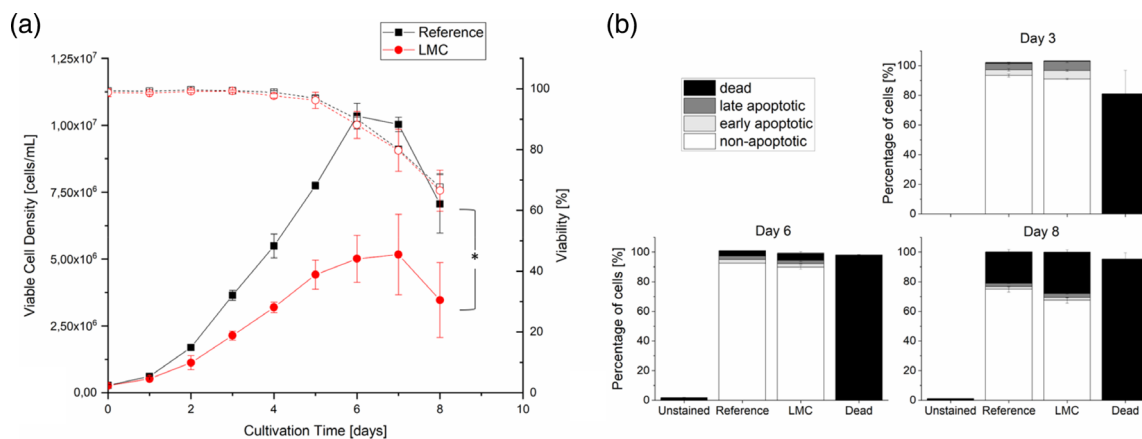 (a)
Reference
LMC
1,25x10⁷
1,00x10⁷
7,50x10⁶
5,00x10⁶
2,50x10⁶
0,00
Viable Cell Density [cells/mL]
100
80
60
40
20
0
Viability [%]
*
0 2 4 6 8 10
Cultivation Time [days]
(b)
dead
late apoptotic
early apoptotic
non-apoptotic
Day 3
Percentage of cells [%]
100
80
60
40
20
0
Day 6
Percentage of cells [%]
100
80
60
40
20
0
Unstained Reference LMC Dead
Day 8
Percentage of cells [%]
100
80
60
40
20
0
Unstained Reference LMC Dead